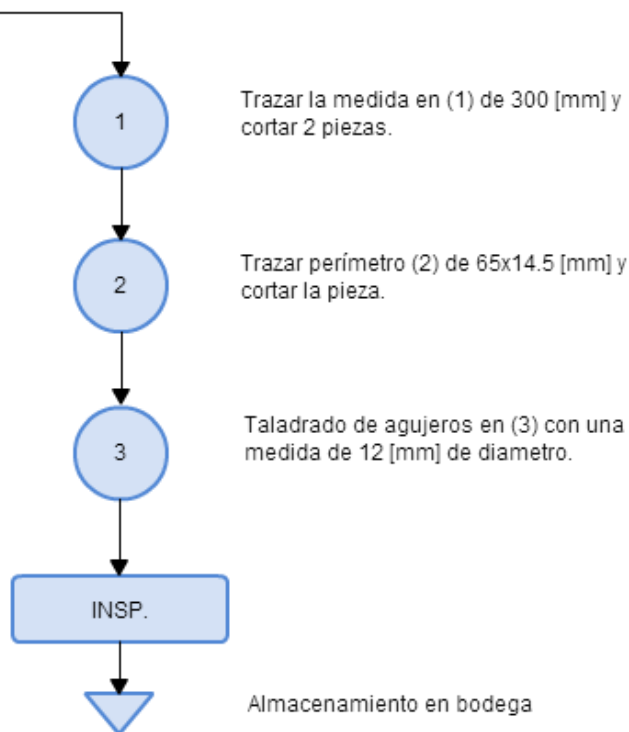 1
Trazar la medida en (1) de 300 [mm] y
cortar 2 piezas.
2
Trazar perímetro (2) de 65x14.5 [mm] y
cortar la pieza.
3
Taladrado de agujeros en (3) con una
medida de 12 [mm] de diametro.
INSP.
Almacenamiento en bodega